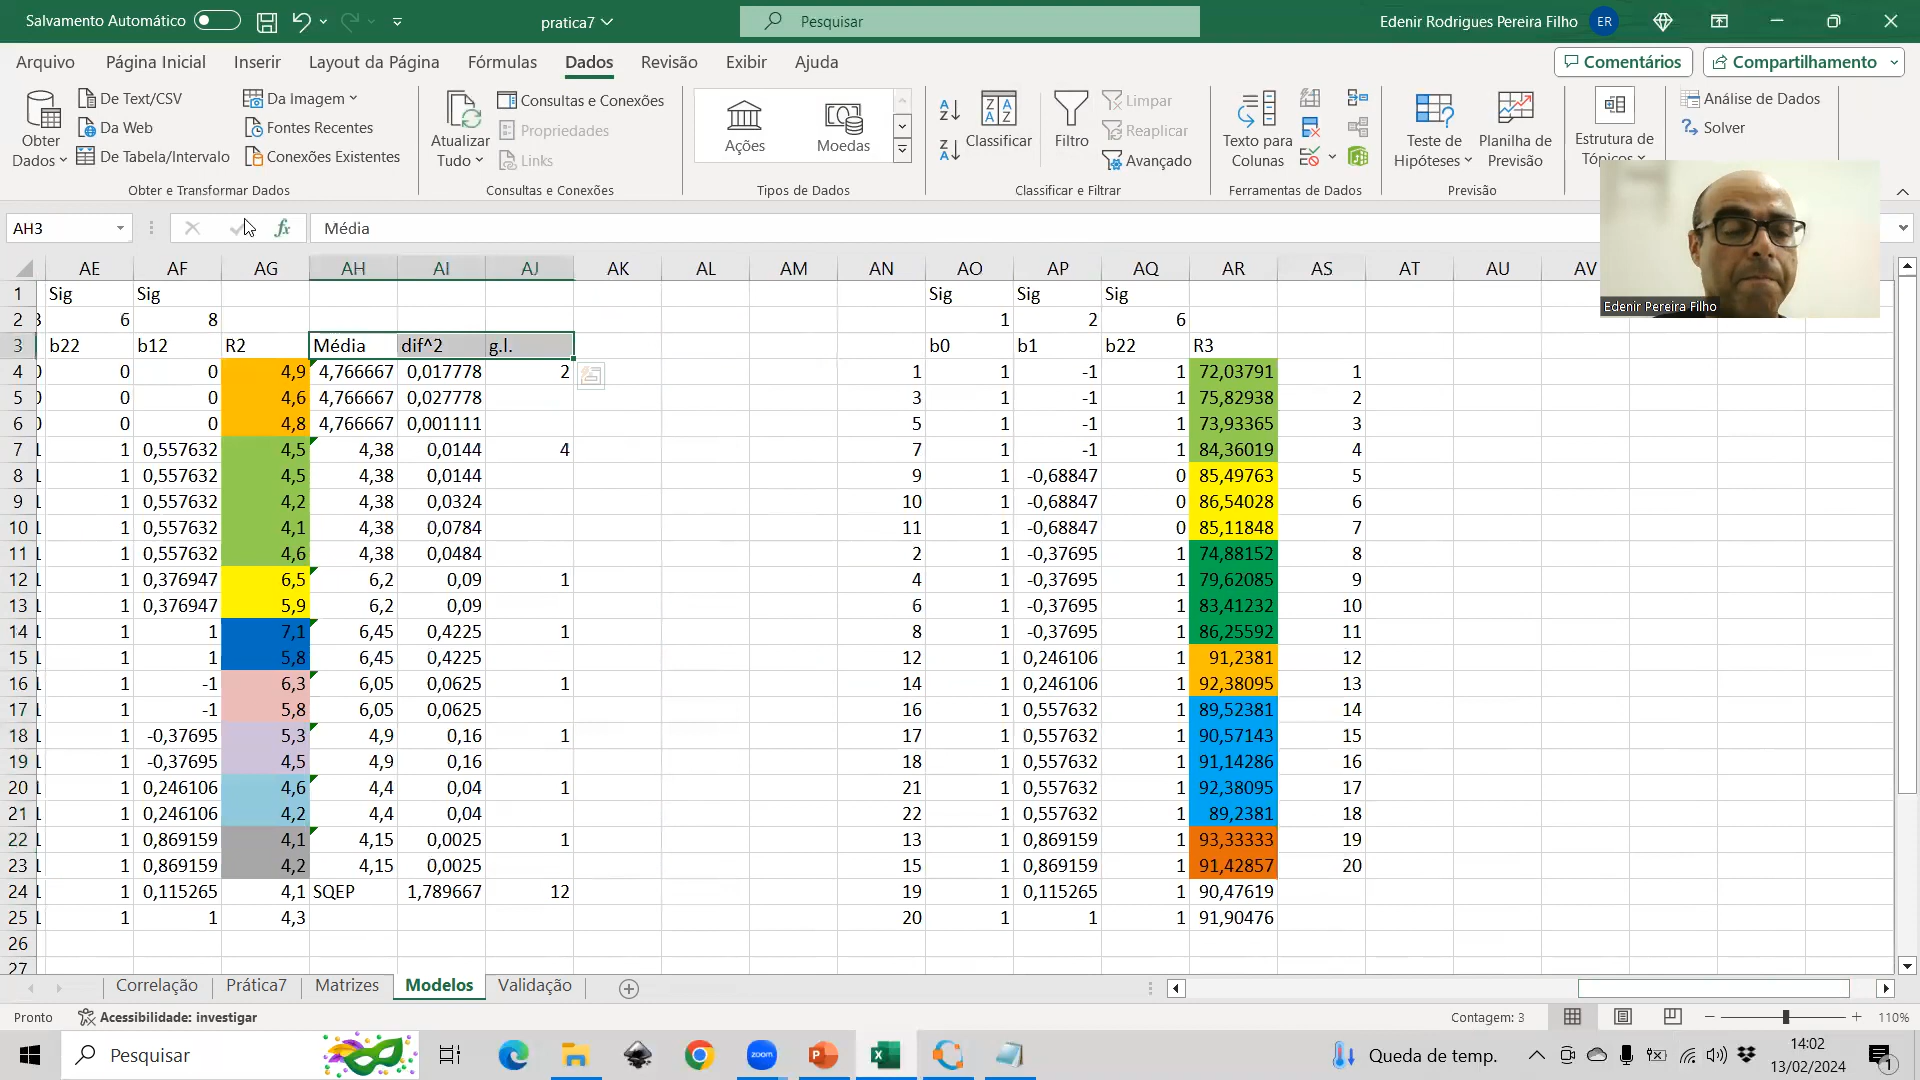 Salvamento Automático pratica7 Pesquisar Edenir Rodrigues Pereira Filho ER
Arquivo Página Inicial Inserir Layout da Página Fórmulas Dados Revisão Exibir Ajuda Comentários Compartilhamento
Obter Dados De Text/CSV Da Web De Tabela/Intervalo Da Imagem Fontes Recentes Conexões Existentes
Atualizar Tudo Consultas e Conexões Propriedades Links
Ações Moedas
Classificar Filtro Limpar Reaplicar Avançado
Texto para Colunas
Teste de Hipóteses Planilha de Previsão Estrutura de Tópicos Análise de Dados Solver
Obter e Transformar Dados Consultas e Conexões Tipos de Dados Classificar e Filtrar Ferramentas de Dados Previsão
AH3 fx Média
Edenir Pereira Filho
AE AF AG AH AI AJ AK AL AM AN AO AP AQ AR AS AT AU AV
1 Sig Sig Sig Sig Sig
2 3 6 8 1 2 6
3 b22 b12 R2 Média dif^2 g.l. b0 b1 b22 R3
4 0 0 4,9 4,766667 0,017778 2 1 1 -1 1 72,03791 1
5 0 0 4,6 4,766667 0,027778 3 1 -1 1 75,82938 2
6 0 0 4,8 4,766667 0,001111 5 1 -1 1 73,93365 3
7 1 1 0,557632 4,5 4,38 0,0144 4 7 1 -1 1 84,36019 4
8 1 1 0,557632 4,5 4,38 0,0144 9 1 -0,68847 0 85,49763 5
9 1 1 0,557632 4,2 4,38 0,0324 10 1 -0,68847 0 86,54028 6
10 1 1 0,557632 4,1 4,38 0,0784 11 1 -0,68847 0 85,11848 7
11 1 1 0,557632 4,6 4,38 0,0484 2 1 -0,37695 1 74,88152 8
12 1 1 0,376947 6,5 6,2 0,09 1 4 1 -0,37695 1 79,62085 9
13 1 1 0,376947 5,9 6,2 0,09 6 1 -0,37695 1 83,41232 10
14 1 1 1 7,1 6,45 0,4225 1 8 1 -0,37695 1 86,25592 11
15 1 1 1 5,8 6,45 0,4225 12 1 0,246106 1 91,2381 12
16 1 1 -1 6,3 6,05 0,0625 1 14 1 0,246106 1 92,38095 13
17 1 1 -1 5,8 6,05 0,0625 16 1 0,557632 1 89,52381 14
18 1 1 -0,37695 5,3 4,9 0,16 1 17 1 0,557632 1 90,57143 15
19 1 1 -0,37695 4,5 4,9 0,16 18 1 0,557632 1 91,14286 16
20 1 1 0,246106 4,6 4,4 0,04 1 21 1 0,557632 1 92,38095 17
21 1 1 0,246106 4,2 4,4 0,04 22 1 0,557632 1 89,2381 18
22 1 1 0,869159 4,1 4,15 0,0025 1 13 1 0,869159 1 93,33333 19
23 1 1 0,869159 4,2 4,15 0,0025 15 1 0,869159 1 91,42857 20
24 1 1 0,115265 4,1 SQEP 1,789667 12 19 1 0,115265 1 90,47619
25 1 1 1 4,3 20 1 1 1 91,90476
26
27
Correlação Prática7 Matrizes Modelos Validação
Pronto Acessibilidade: investigar Contagem: 3 110%
Pesquisar zoom Queda de temp. 14:02
13/02/2024 1